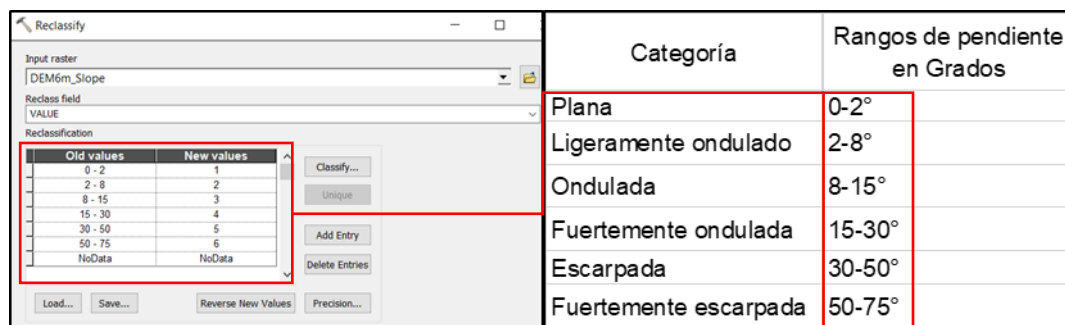 Reclassify
Input raster
DEM6m_Slope
Reclass field
VALUE
Reclassification
Old values New values
0 - 2 1
2 - 8 2
8 - 15 3
15 - 30 4
30 - 50 5
50 - 75 6
NoData NoData
Classify...
Unique
Add Entry
Delete Entries
Load... Save... Reverse New Values Precision...
Categoría Rangos de pendiente
en Grados
Plana 0-2°
Ligeramente ondulado 2-8°
Ondulada 8-15°
Fuertemente ondulada 15-30°
Escarpada 30-50°
Fuertemente escarpada 50-75°